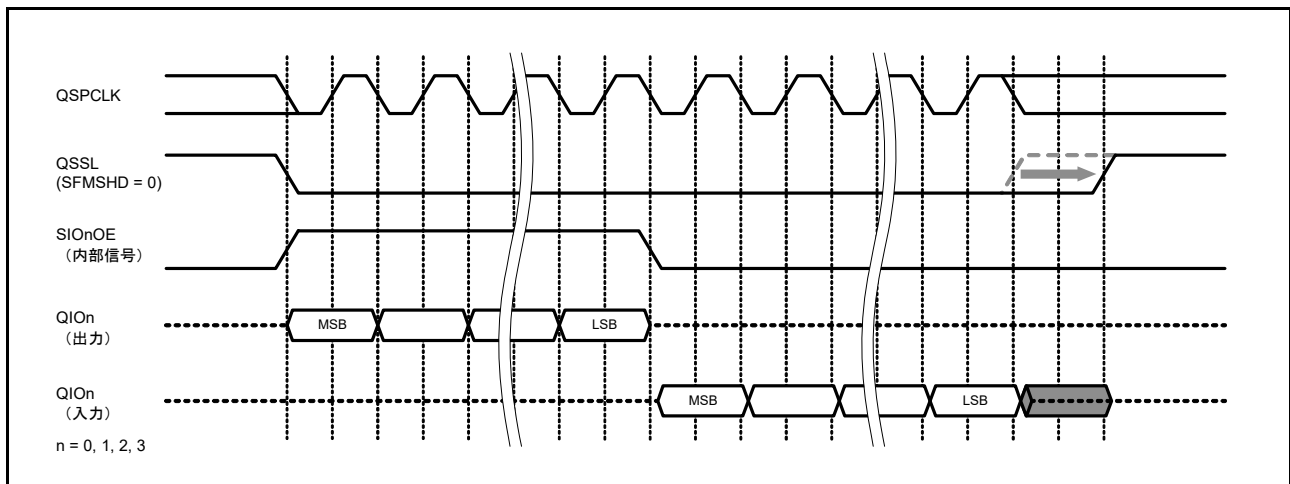 QSPCLK
QSSL
(SFMSHD = 0)
SIOnOE
(内部信号)
QIOn
(出力)
MSB
LSB
QIOn
(入力)
MSB
LSB
n = 0, 1, 2, 3